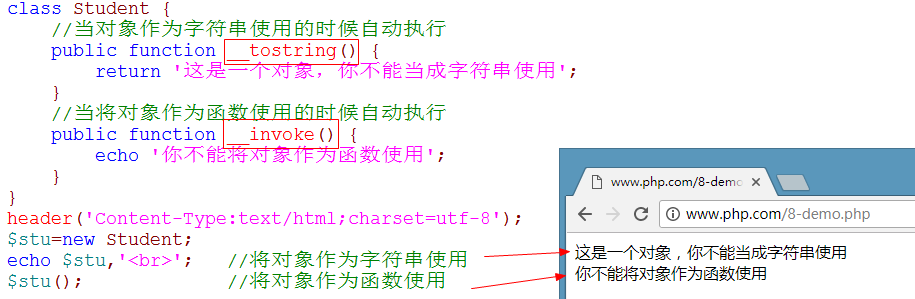 class Student {
    //当对象作为字符串使用的时候自动执行
    public function __tostring() {
        return '这是一个对象，你不能当成字符串使用';
    }
    //当将对象作为函数使用的时候自动执行
    public function __invoke() {
        echo '你不能将对象作为函数使用';
    }
}
header('Content-Type:text/html;charset=utf-8');
$stu=new Student;
echo $stu,'<br>';    //将对象作为字符串使用
$stu();              //将对象作为函数使用
www.php.com/8-demo
www.php.com/8-demo.php
这是一个对象，你不能当成字符串使用
你不能将对象作为函数使用